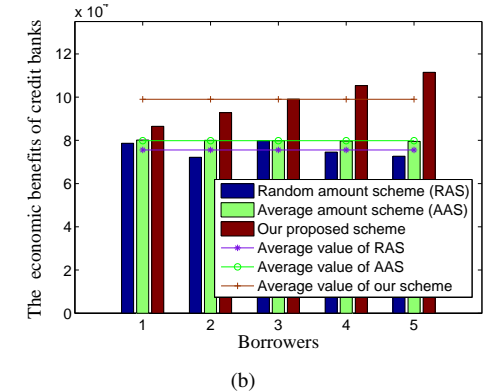 x 10⁻⁴
The economic benefits of credit banks
12
10
8
6
4
2
0
Random amount scheme (RAS)
Average amount scheme (AAS)
Our proposed scheme
Average value of RAS
Average value of AAS
Average value of our scheme
1 2 3 4 5
Borrowers
(b)